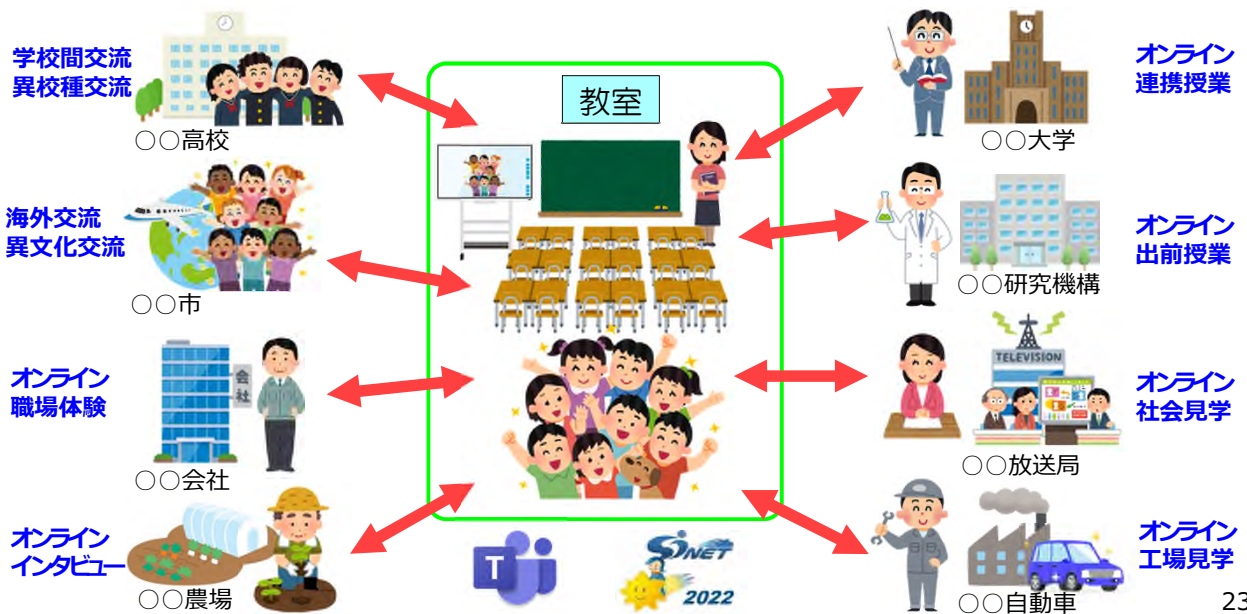 学校間交流
異校種交流
○○高校
海外交流
異文化交流
○○市
オンライン
職場体験
会社
○○会社
オンライン
インタビュー
○○農場
教室
T
SINET
2022
オンライン
連携授業
○○大学
オンライン
出前授業
○○研究機構
TELEVISION
オンライン
社会見学
○○放送局
オンライン
工場見学
○○自動車
23